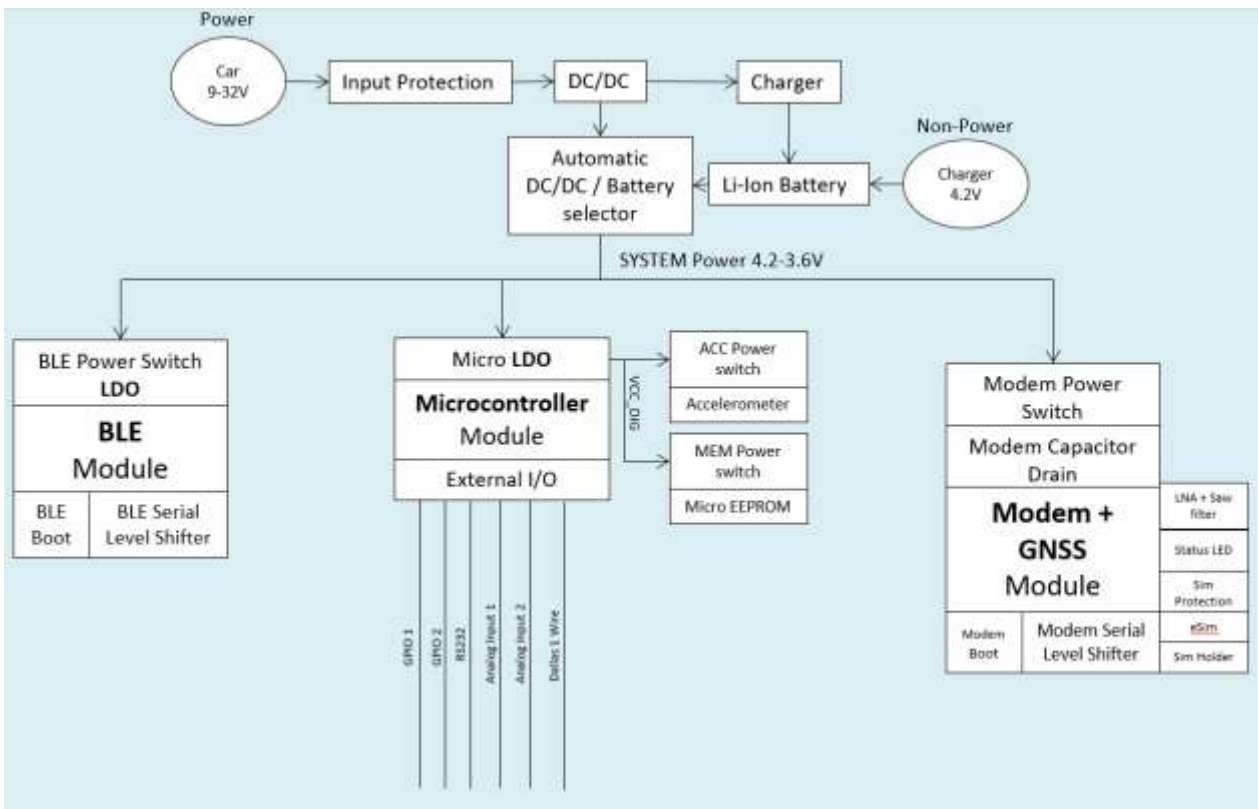 Power
Car
9-32V
Input Protection
DC/DC
Charger
Non-Power
Charger
4.2V
Automatic
DC/DC / Battery
selector
Li-Ion Battery
SYSTEM Power 4.2-3.6V
BLE Power Switch
LDO
BLE
Module
BLE
Boot
BLE Serial
Level Shifter
Micro LDO
Microcontroller
Module
External I/O
VCC_DIG
ACC Power
switch
Accelerometer
MEM Power
switch
Micro EEPROM
GPIO 1
GPIO 2
RS232
Analog Input 1
Analog Input 2
Dallas 1 Wire
Modem Power
Switch
Modem Capacitor
Drain
Modem +
GNSS
Module
Modem
Boot
Modem Serial
Level Shifter
LNA + Saw
filter
Status LED
Sim
Protection
eSim
Sim Holder